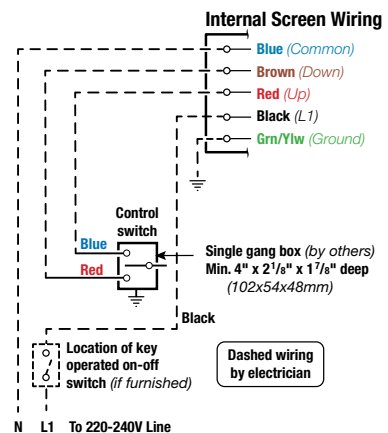 Internal Screen Wiring
Blue (Common)
Brown (Down)
Red (Up)
Black (L1)
Grn/Ylw (Ground)
Control
switch
Blue
Red
Single gang box (by others)
Min. 4" x 2 1/8" x 1 7/8" deep
(102x54x48mm)
Black
Location of key
operated on-off
switch (if furnished)
Dashed wiring
by electrician
N L1 To 220-240V Line